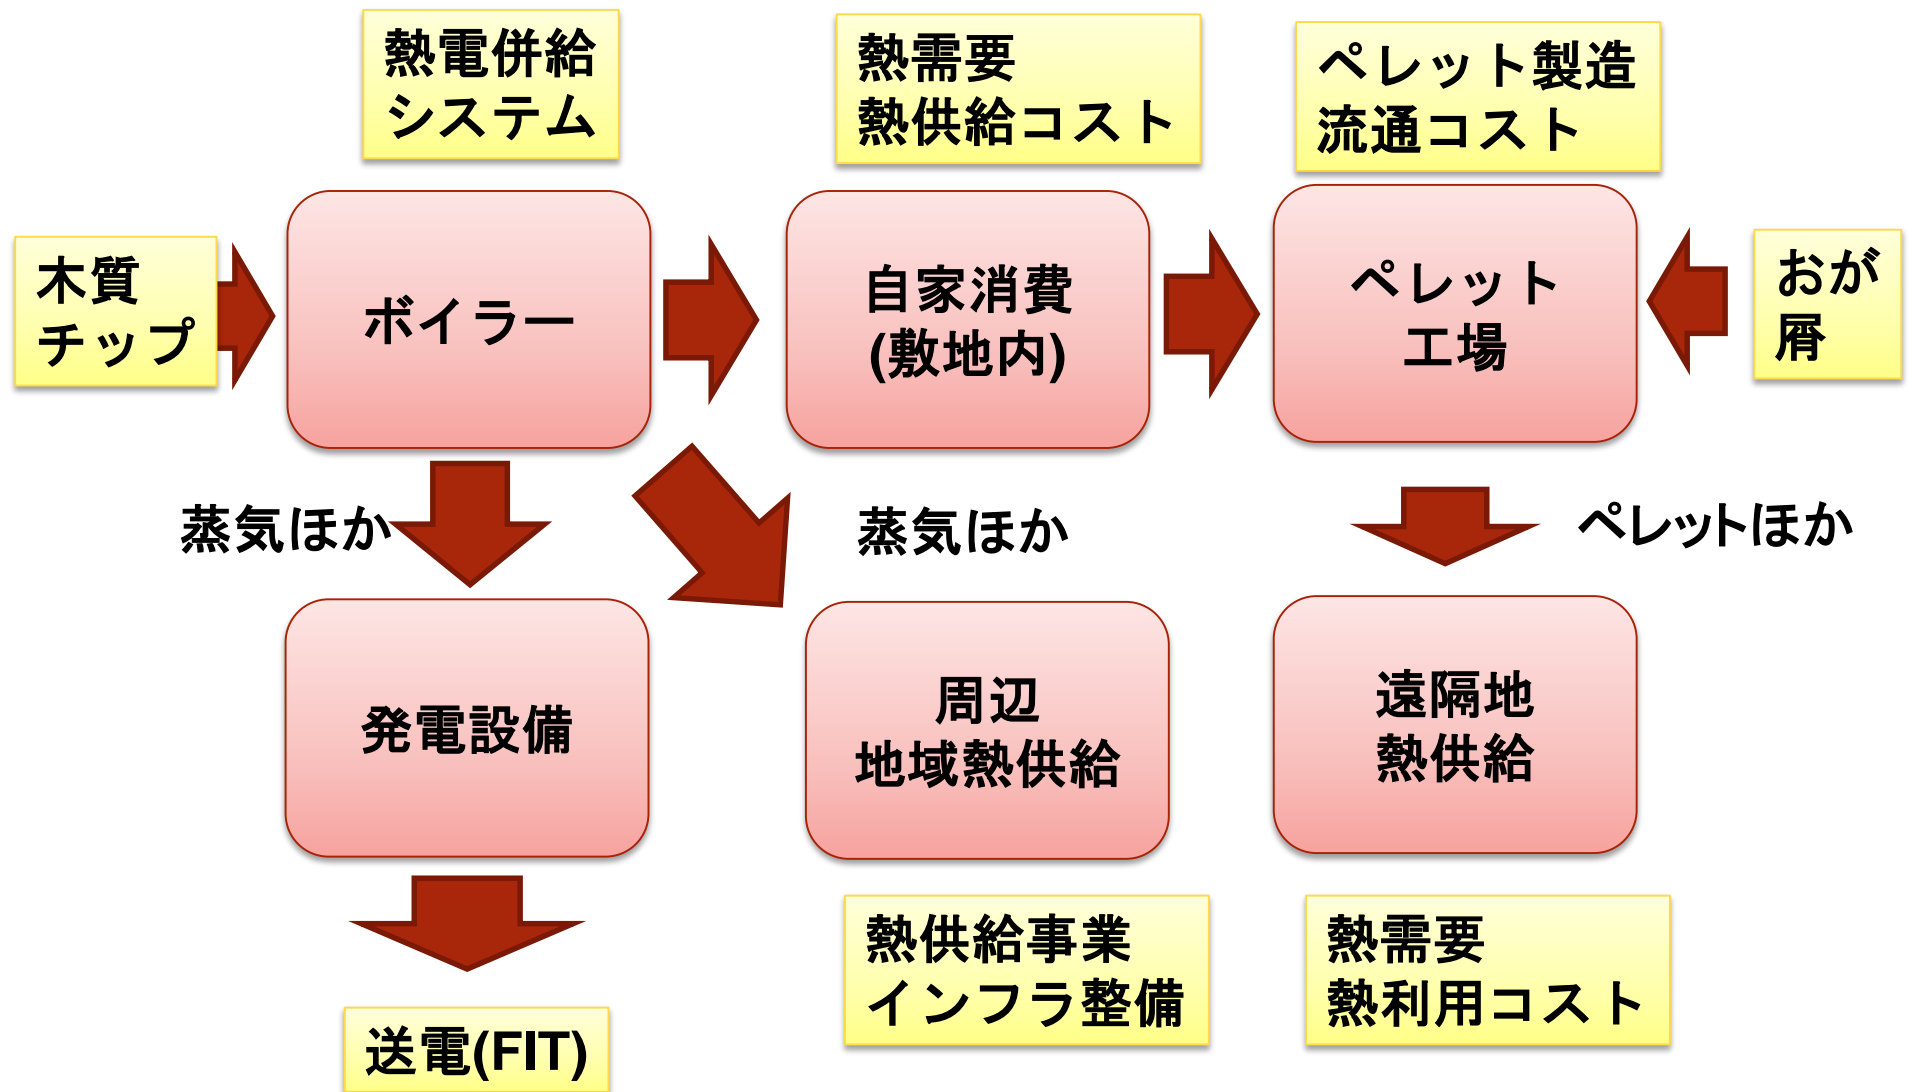 熱電併給
システム
熱需要
熱供給コスト
ペレット製造
流通コスト
木質
チップ
ボイラー
自家消費
(敷地内)
ペレット
工場
おが
屑
蒸気ほか
蒸気ほか
ペレットほか
発電設備
周辺
地域熱供給
遠隔地
熱供給
送電(FIT)
熱供給事業
インフラ整備
熱需要
熱利用コスト